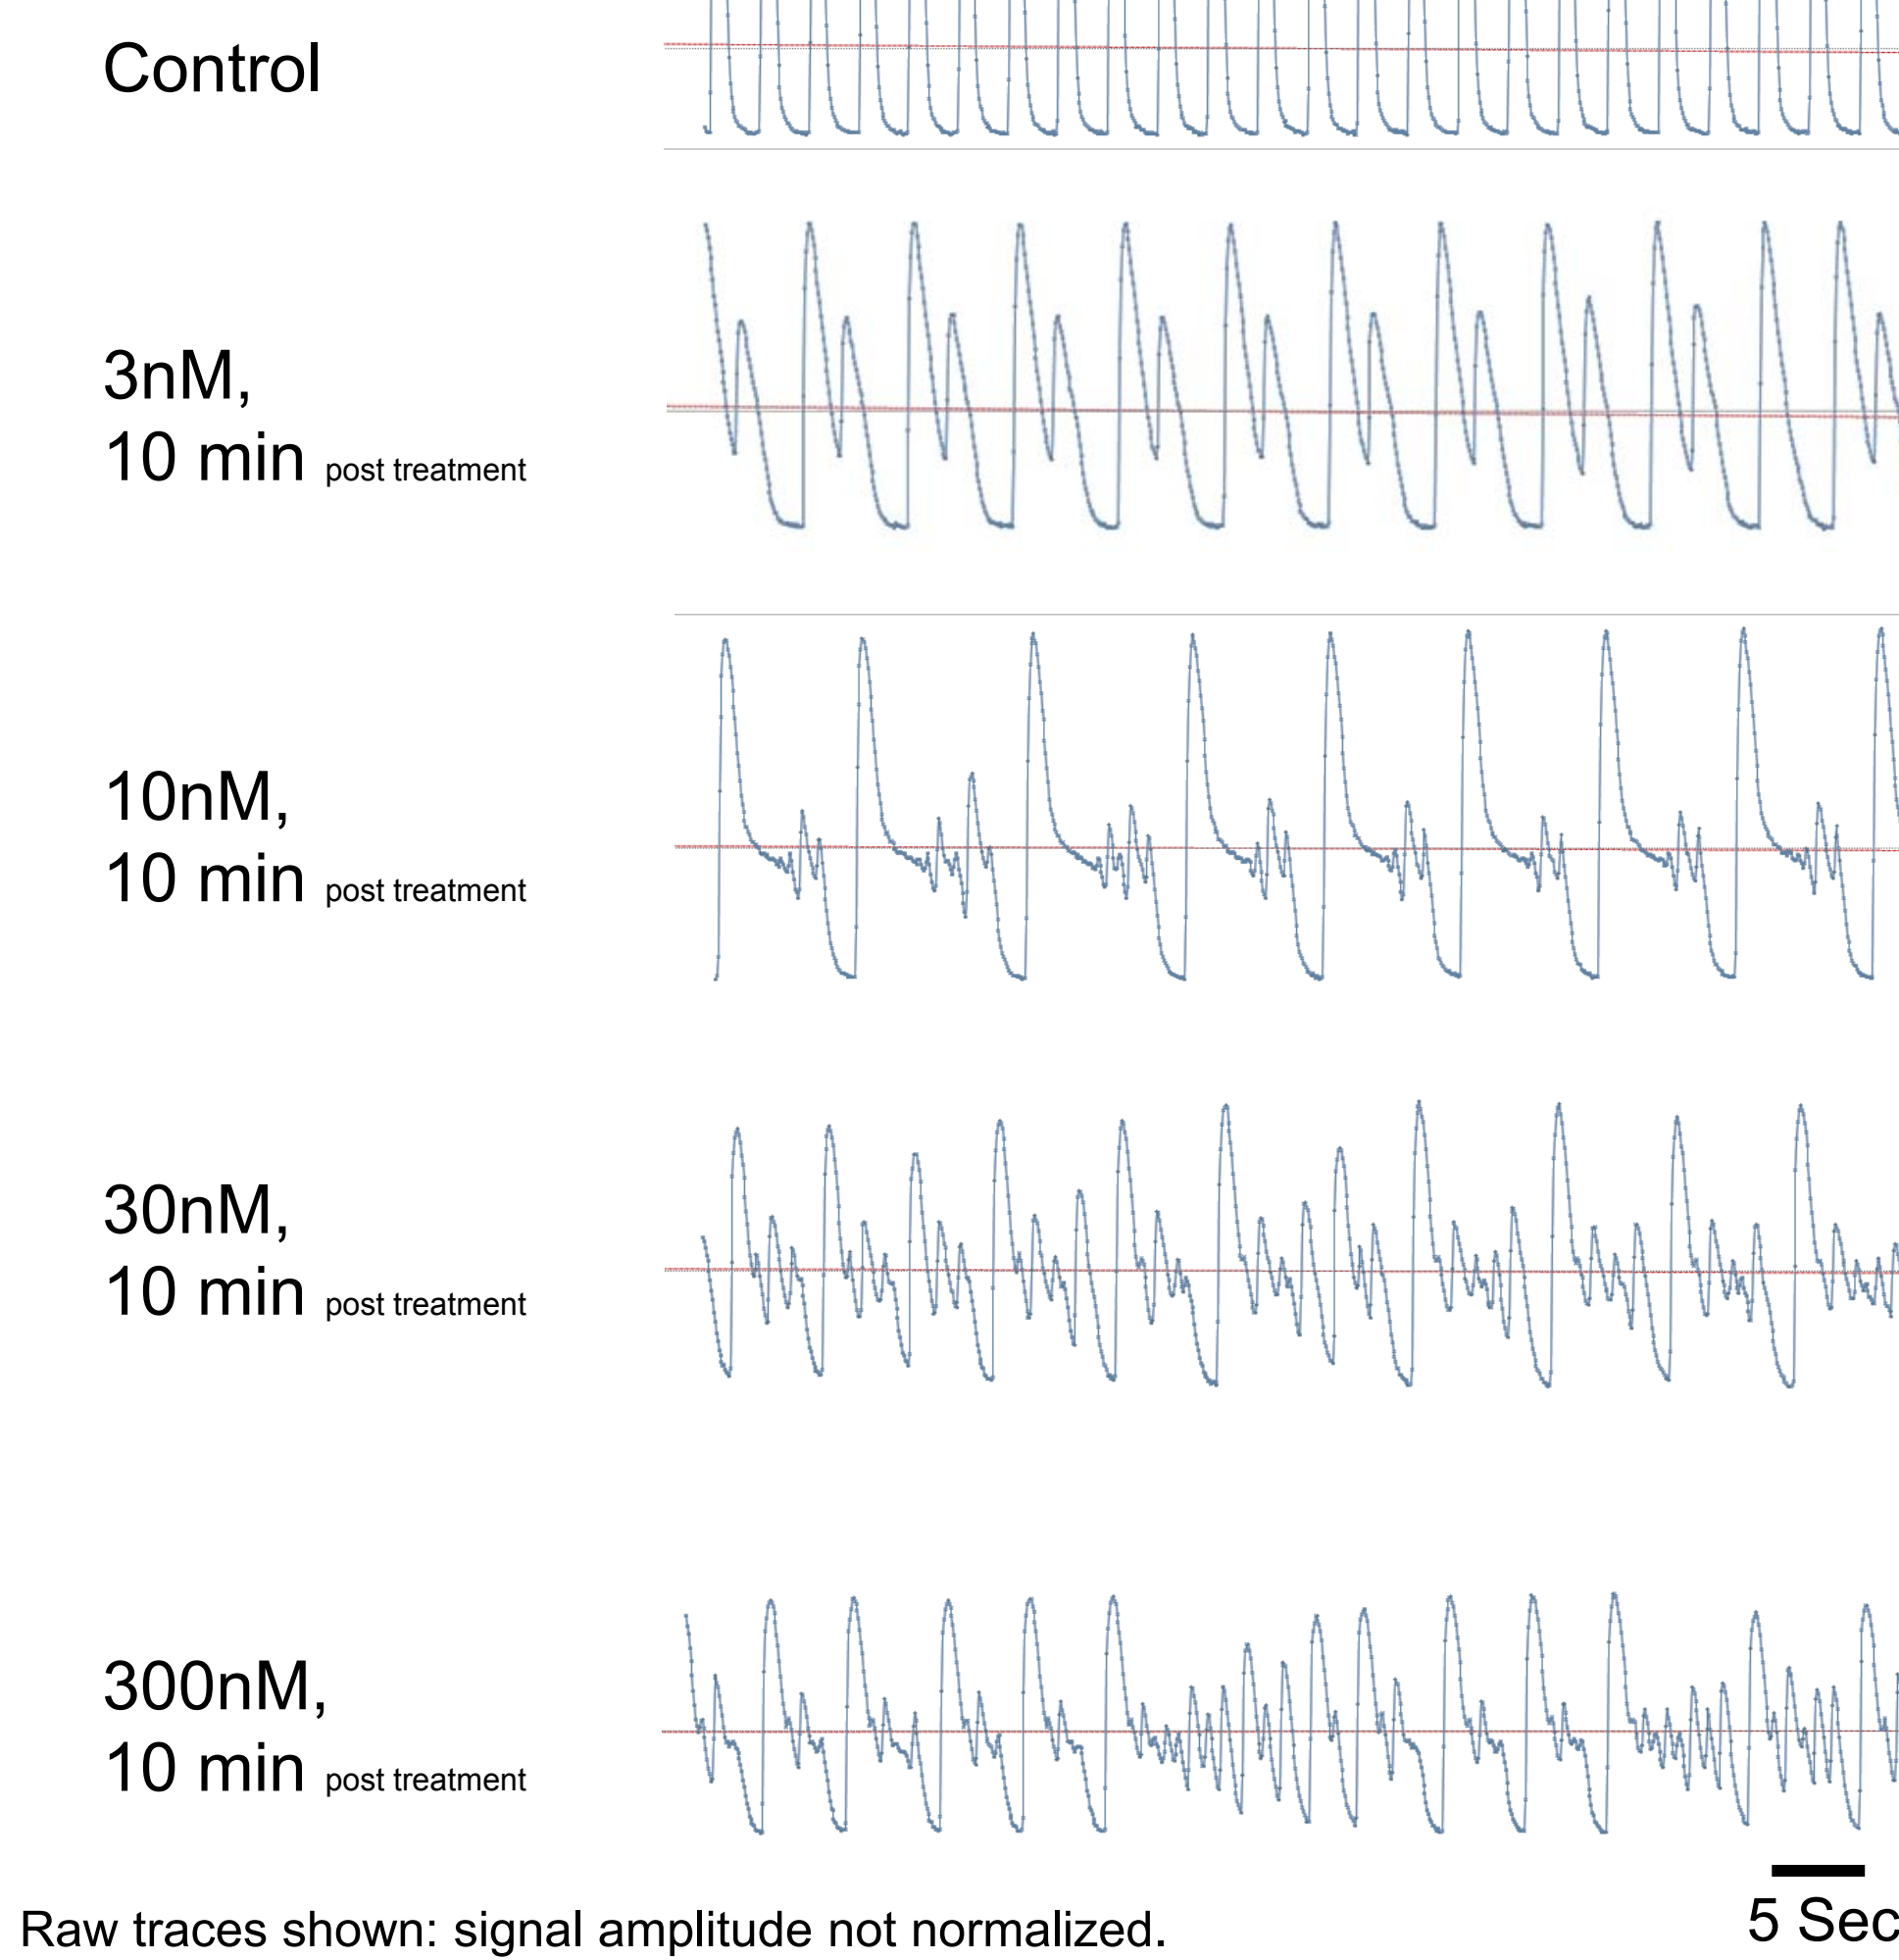 Control
3nM,
10 min post treatment
10nM,
10 min post treatment
30nM,
10 min post treatment
300nM,
10 min post treatment
5 Sec
Raw traces shown: signal amplitude not normalized.